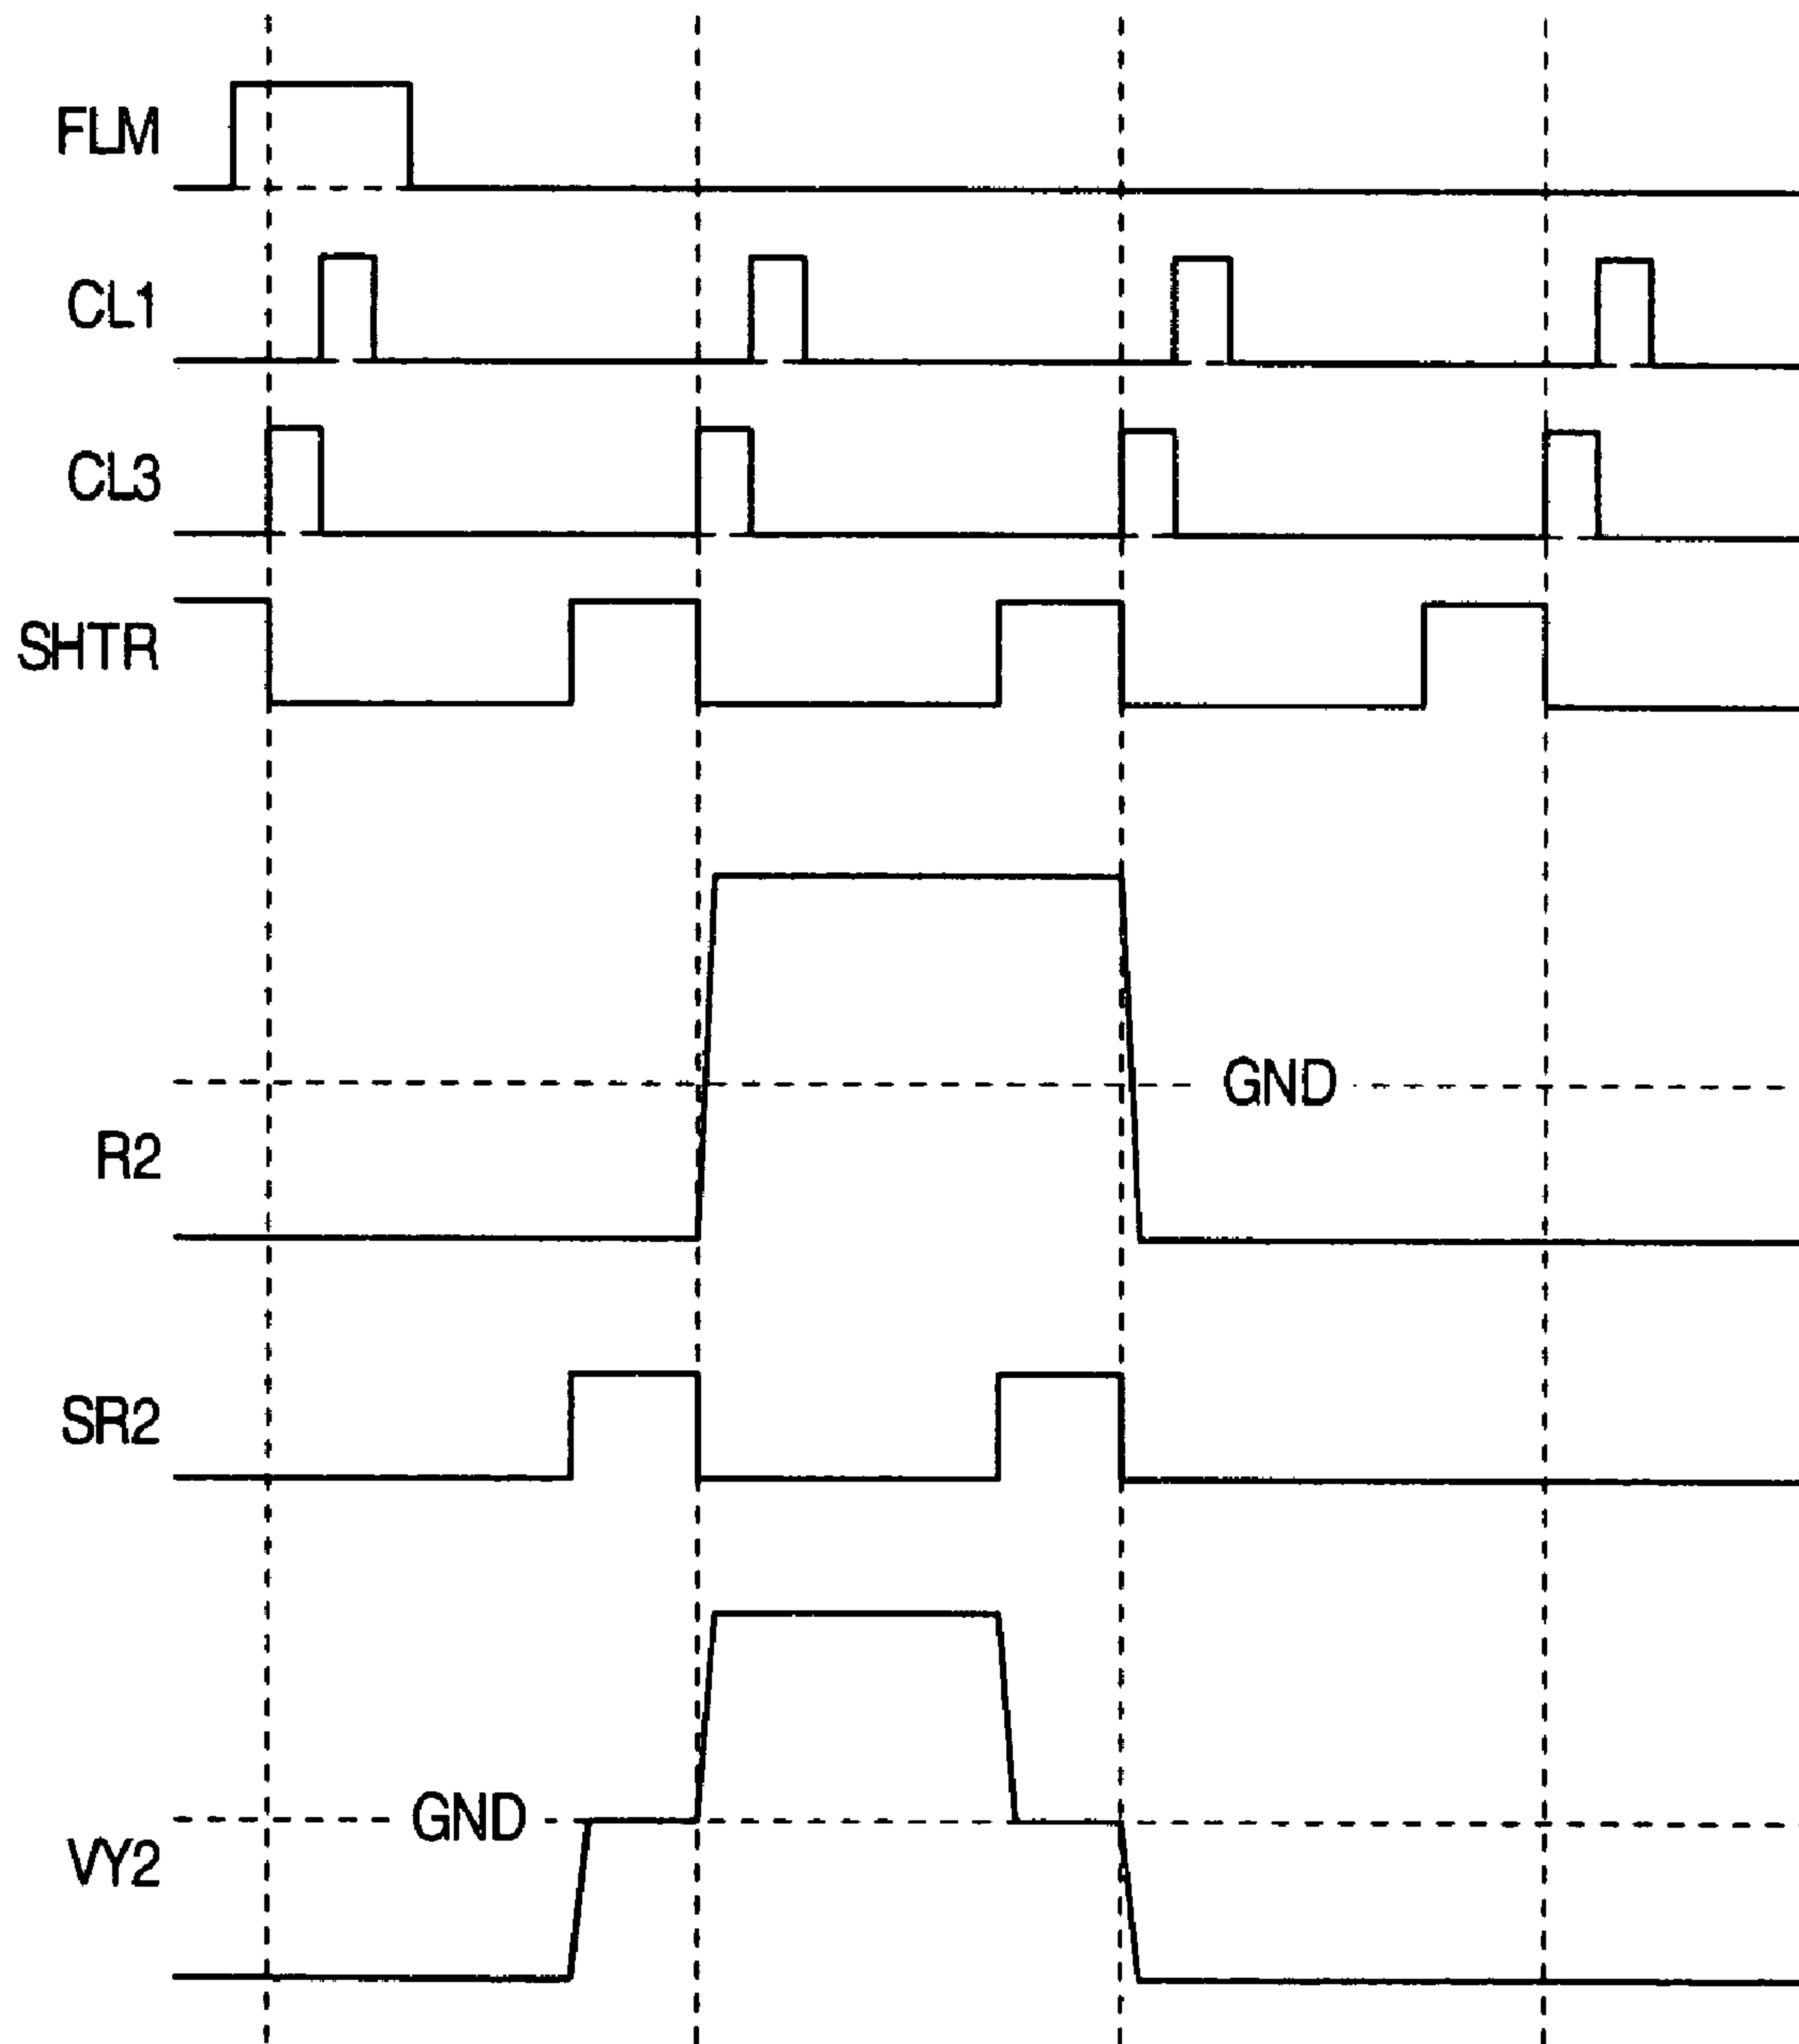 FLM
CL1
CL3
SHTR
GND
R2
SR2
GND
VY2